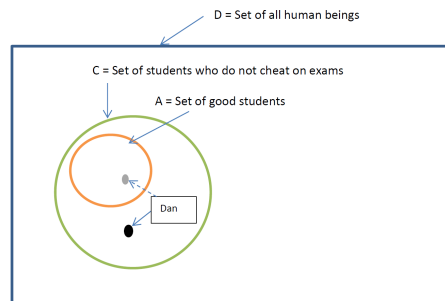 D = Set of all human beings
C = Set of students who do not cheat on exams
A = Set of good students
Dan